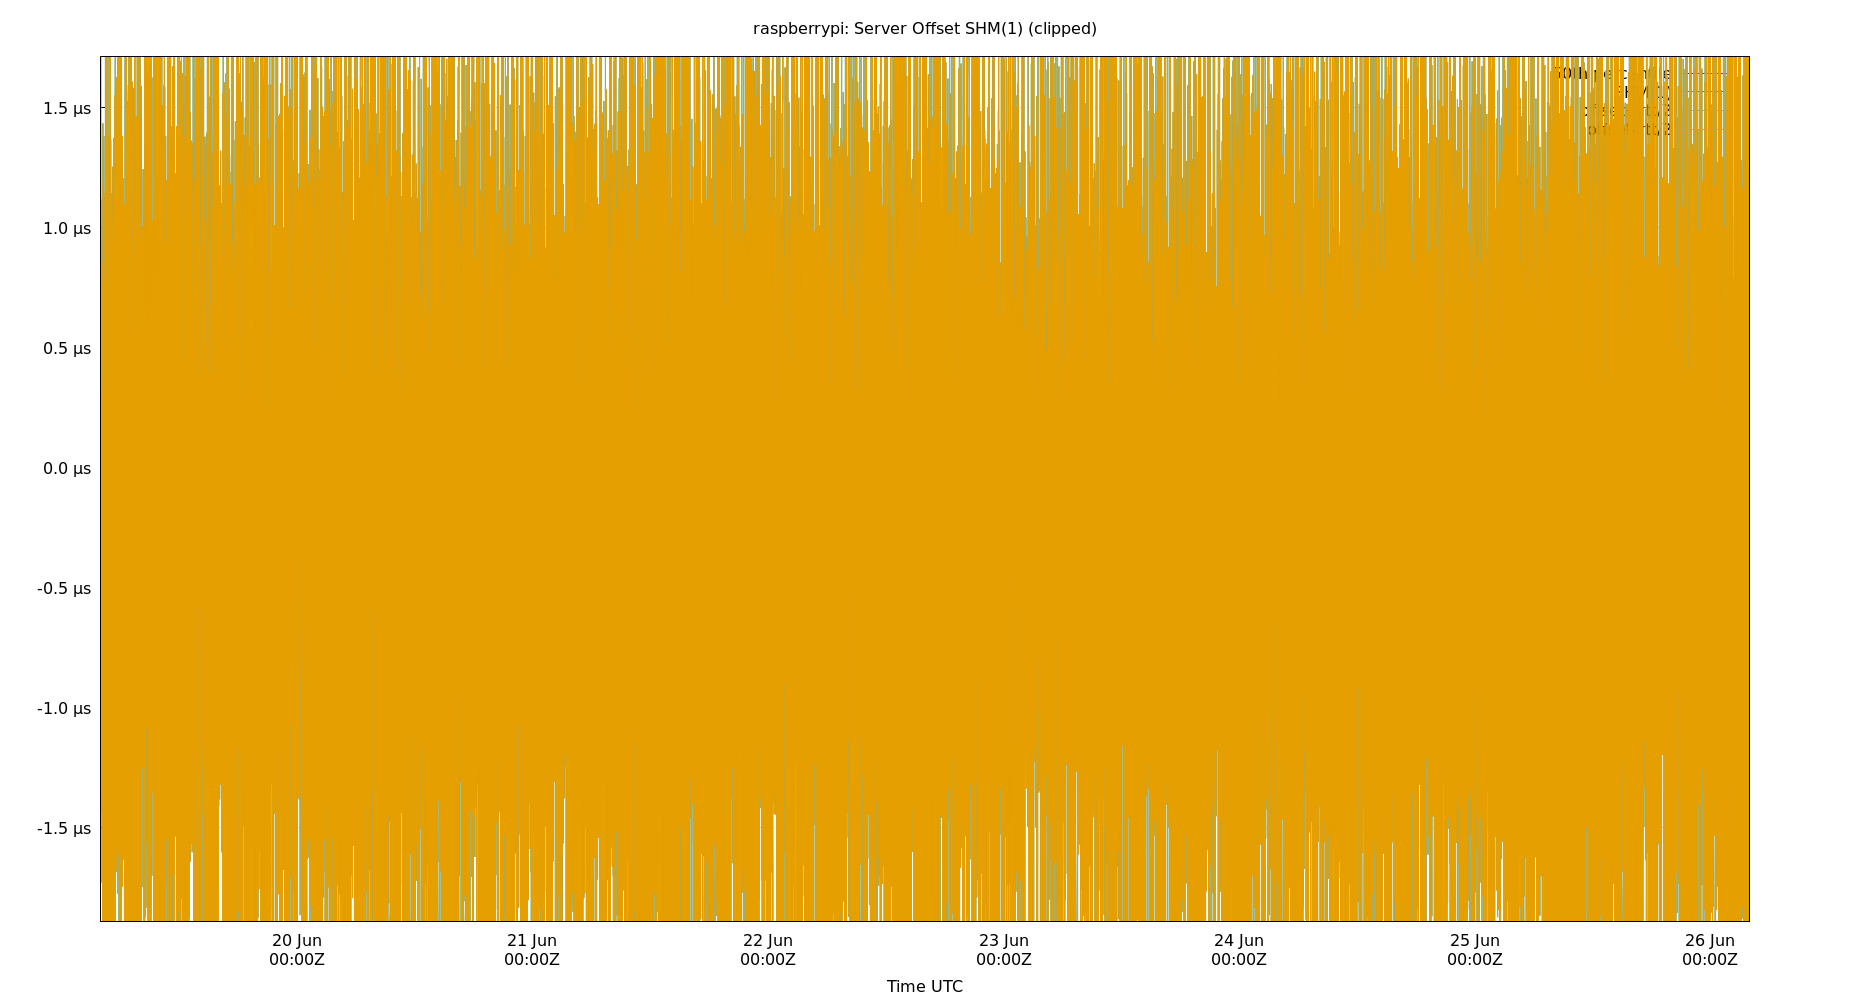 raspberrypi: Server Offset SHM(1) (clipped)
1.5 µs
1.0 µs
0.5 µs
0.0 µs
-0.5 µs
-1.0 µs
-1.5 µs
20 Jun 21 Jun 22 Jun 23 Jun 24 Jun 25 Jun 26 Jun
00:00Z 00:00Z 00:00Z 00:00Z 00:00Z 00:00Z 00:00Z
Time UTC